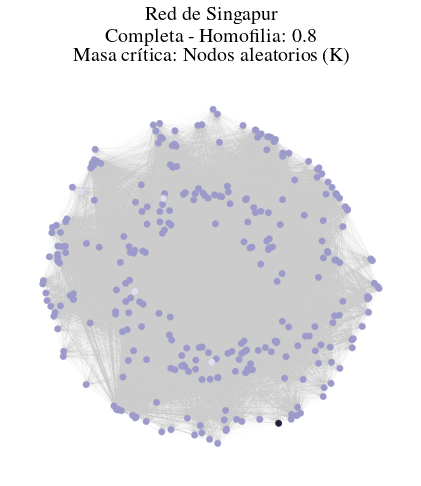 Red de Singapur
Completa - Homofilia: 0.8
Masa crítica: Nodos aleatorios (K)